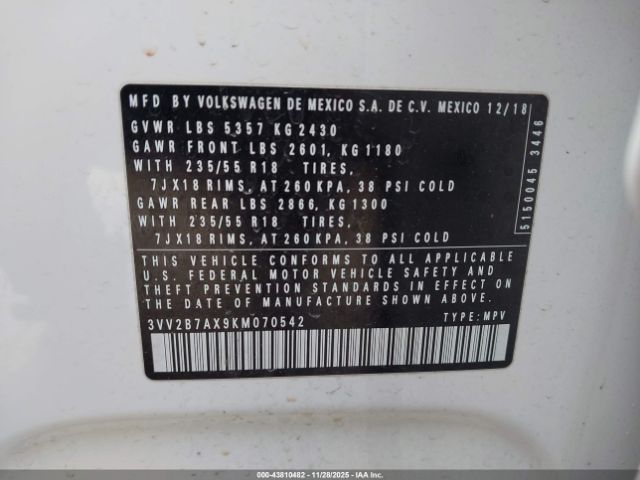 MFD BY VOLKSWAGEN DE MEXICO S.A. DE C.V. MEXICO 12/18
GVWR LBS 5357 KG 2430
GAWR FRONT LBS 2601, KG 1180
WITH 235/55 R18 TIRES,
7JX18 RIMS, AT 260 KPA, 38 PSI COLD
GAWR REAR LBS 2866, KG 1300
WITH 235/55 R18 TIRES,
7JX18 RIMS, AT 260 KPA, 38 PSI COLD
THIS VEHICLE CONFORMS TO ALL APPLICABLE
U.S. FEDERAL MOTOR VEHICLE SAFETY AND
THEFT PREVENTION STANDARDS IN EFFECT ON
THE DATE OF MANUFACTURE SHOWN ABOVE.
3VV2B7AX9KM070542 TYPE: MPV
5150045 3446
000-43810482 | 11/28/2025 | IAAI.com